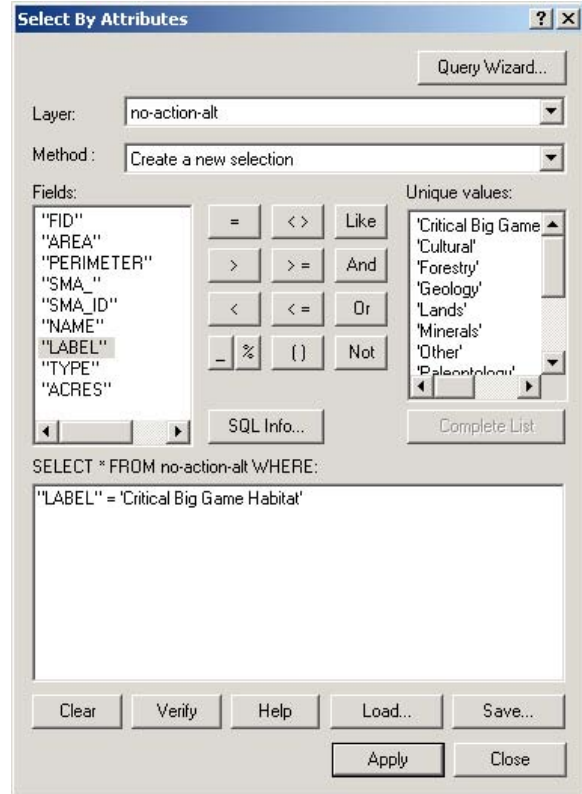 Select By Attributes
Query Wizard...
Layer: no-action-alt
Method : Create a new selection
Fields:
Unique values:
"FID"
"AREA"
"PERIMETER"
"SMA_"
"SMA_ID"
"NAME"
"LABEL"
"TYPE"
"ACRES"
= < > Like
> > = And
< < = Or
_ % () Not
'Critical Big Game
'Cultural'
'Forestry'
'Geology'
'Lands'
'Minerals'
'Other'
'Paleontology'
SQL Info...
Complete List
SELECT * FROM no-action-alt WHERE:
"LABEL" = 'Critical Big Game Habitat'
Clear Verify Help Load... Save...
Apply Close